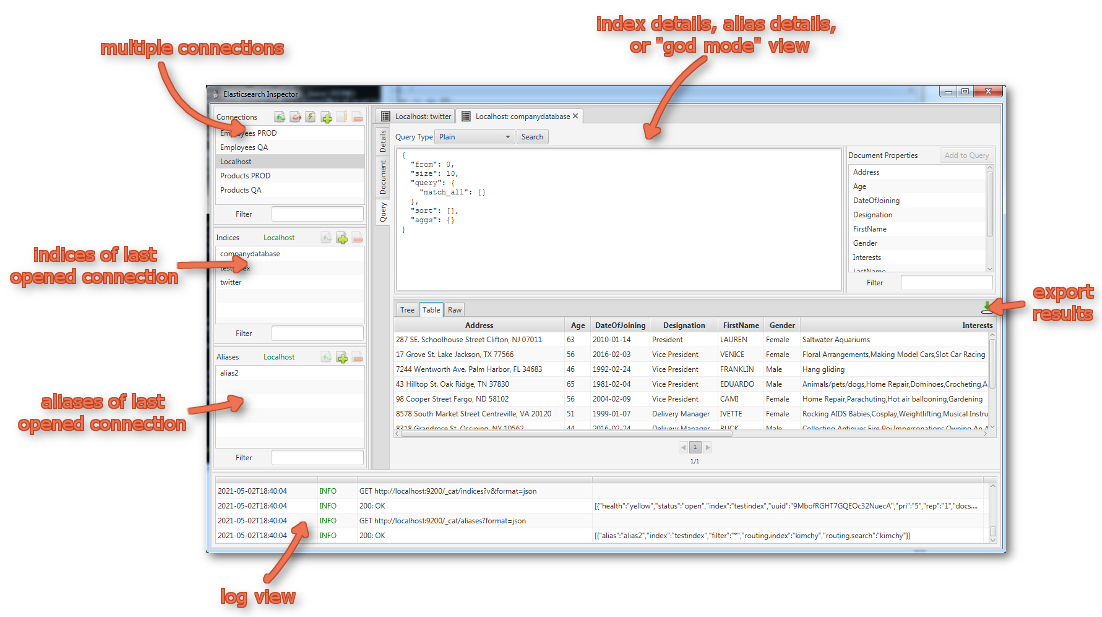 index details, alias details,
or "god mode" view
multiple connections
Elasticsearch Inspector
Connections
Employees PROD
Employees QA
Localhost
Products PROD
Products QA
Filter
Indices Localhost
companydatabase
twitter
Filter
Aliases Localhost
alias2
Filter
indices of last
opened connection
aliases of last
opened connection
Localhost: twitter Localhost: companydatabase
Details
Document
Query
Query Type Plain Search
{
"from": 0,
"size": 10,
"query": {
"match_all": {}
},
"sort": [],
"aggs": {}
}
Document Properties Add to Query
Address
Age
DateOfJoining
Designation
FirstName
Gender
Interests
LastName
Filter
export
results
Tree Table Raw
Address Age DateOfJoining Designation FirstName Gender Interests
287 SE. Schoolhouse Street Clifton, NJ 07011 63 2010-01-14 President LAUREN Female Saltwater Aquariums
17 Grove St. Lake Jackson, TX 77566 56 2016-02-03 Vice President VENICE Female Floral Arrangements,Making Model Cars,Slot Car Racing
7244 Wentworth Ave. Palm Harbor, FL 34683 46 1992-02-24 Vice President FRANKLIN Male Hang gliding
43 Hilltop St. Oak Ridge, TN 37830 65 1981-02-04 Vice President EDUARDO Male Animals/pets/dogs,Home Repair,Dominoes,Crocheting,A
98 Cooper Street Fargo, ND 58102 56 2004-02-09 Vice President CAMI Female Home Repair,Parachuting,Hot air ballooning,Gardening
8578 South Market Street Centreville, VA 20120 51 1999-01-07 Delivery Manager IVETTE Female Rocking AIDS Babies,Cosplay,Weightlifting,Musical Instru
8318 Grandrose St. Ossining, NY 10562 44 2016-02-24 Delivery Manager BUCK Male Collecting Antiques,Fire Poi,Impersonations,Owning An A
1
1/1
2021-05-02T18:40:04 INFO GET http://localhost:9200/_cat/indices?v&format=json
2021-05-02T18:40:04 INFO 200: OK [{"health":"yellow","status":"open","index":"testindex","uuid":"9MbofRGHT7GQEOc32NuecA","pri":"5","rep":"1","docs...
2021-05-02T18:40:04 INFO GET http://localhost:9200/_cat/aliases?format=json
2021-05-02T18:40:04 INFO 200: OK [{"alias":"alias2","index":"testindex","filter":"*","routing.index":"kimchy","routing.search":"kimchy"}]
log view